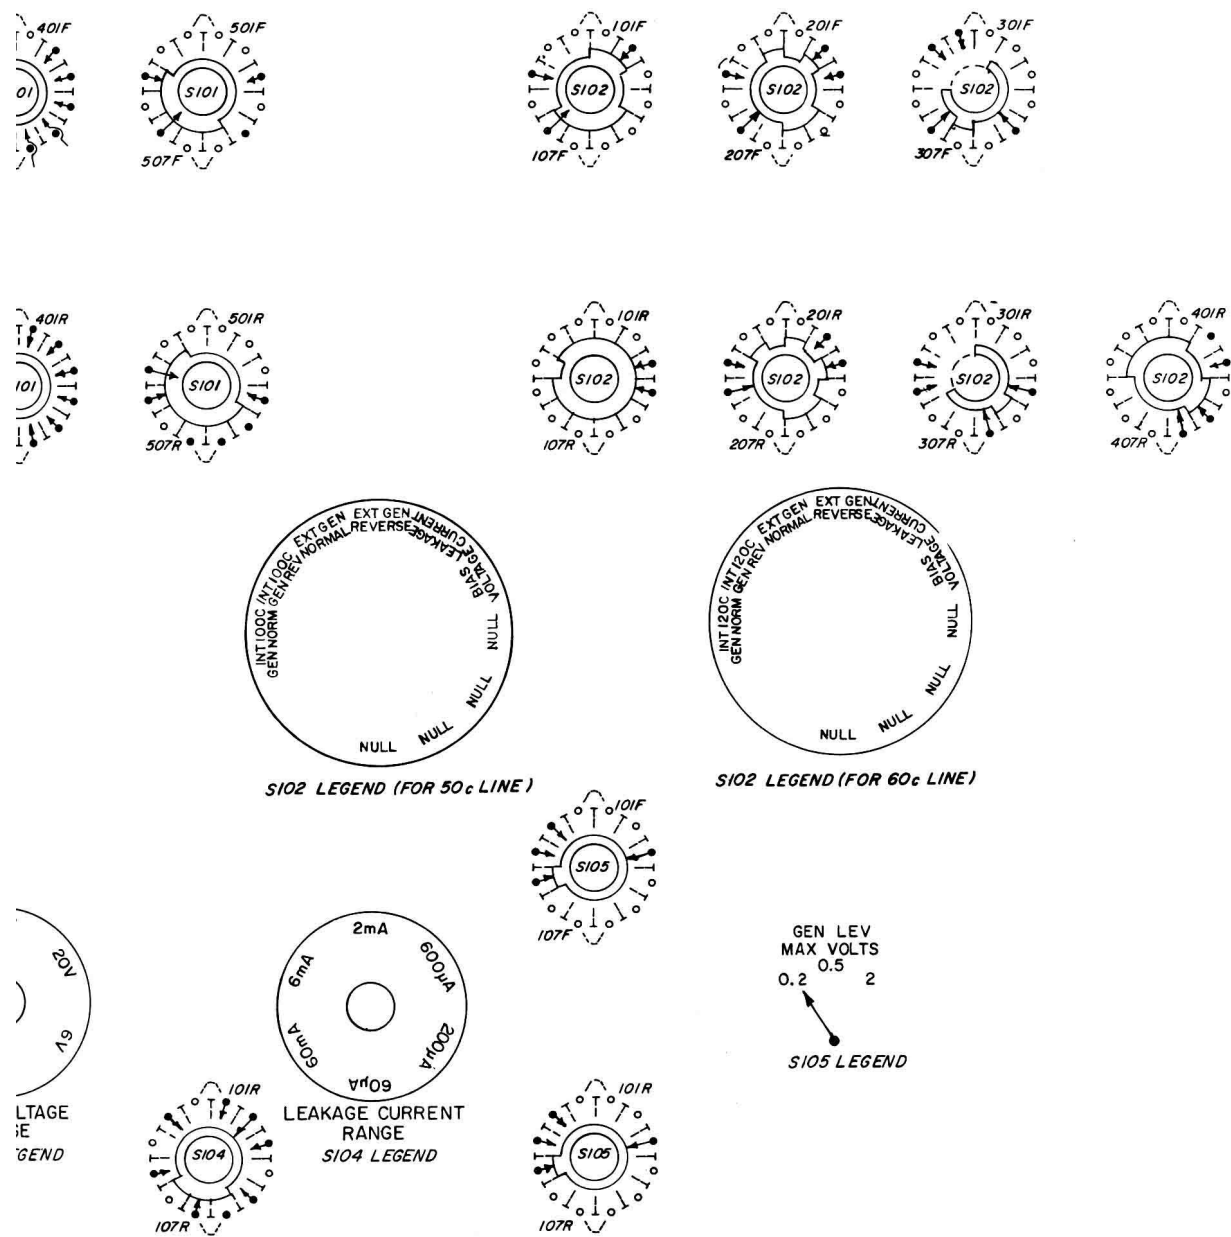 401F
501F
101F
201F
301F
101
S101
S102
S102
S102
507F
107F
207F
307F
401R
501R
101R
201R
301R
401R
101
S101
S102
S102
S102
S102
507R
107R
207R
307R
407R
INT 100C GEN NORM
INT 100C GEN REV
EXT GEN NORMAL
EXT GEN REVERSE
LEAKAGE CURRENT
BIAS VOLTAGE
NULL
NULL
NULL
NULL
INT 120C GEN NORM
INT 120C GEN REV
EXT GEN NORMAL
EXT GEN REVERSE
LEAKAGE CURRENT
BIAS VOLTAGE
NULL
NULL
NULL
NULL
S102 LEGEND (FOR 50c LINE)
S102 LEGEND (FOR 60c LINE)
101F
S105
107F
20V
6V
2mA
600µA
200µA
60µA
60mA
6mA
GEN LEV
MAX VOLTS
0.5
0.2 2
S105 LEGEND
LTAGE
GE
GEND
101R
S104
107R
LEAKAGE CURRENT
RANGE
S104 LEGEND
101R
S105
107R